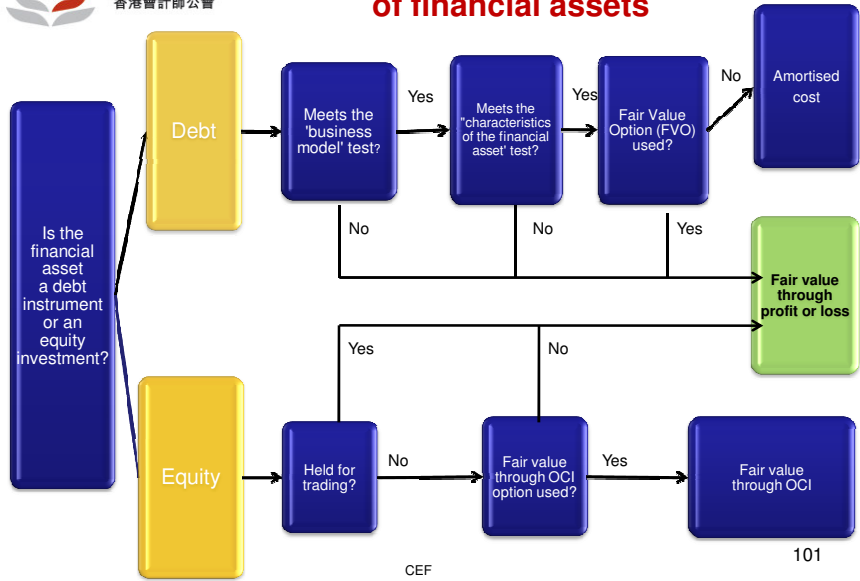 香港會計師公會
of financial assets
Is the
financial
asset
a debt
instrument
or an
equity
investment?
Debt
Meets the
'business
model' test?
Yes
Meets the
"characteristics
of the financial
asset' test?
Yes
Fair Value
Option (FVO)
used?
No
Amortised
cost
No
No
Yes
Fair value
through
profit or loss
Yes
No
Equity
Held for
trading?
No
Fair value
through OCI
option used?
Yes
Fair value
through OCI
CEF
101